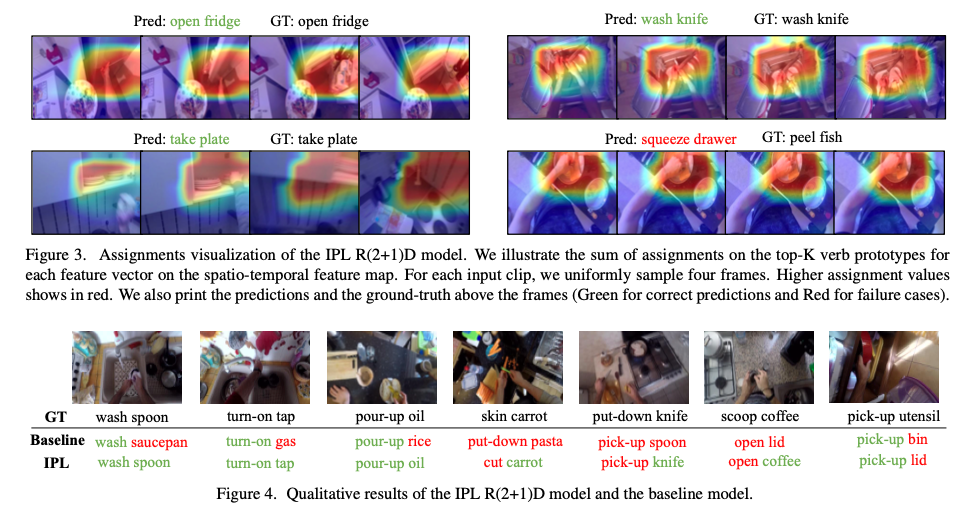 Pred: open fridge GT: open fridge
Pred: wash knife GT: wash knife
Pred: take plate GT: take plate
Pred: squeeze drawer GT: peel fish
Figure 3. Assignments visualization of the IPL R(2+1)D model. We illustrate the sum of assignments on the top-K verb prototypes for
each feature vector on the spatio-temporal feature map. For each input clip, we uniformly sample four frames. Higher assignment values
shows in red. We also print the predictions and the ground-truth above the frames (Green for correct predictions and Red for failure cases).
GT wash spoon turn-on tap pour-up oil skin carrot put-down knife scoop coffee pick-up utensil
Baseline wash saucepan turn-on gas pour-up rice put-down pasta pick-up spoon open lid pick-up bin
IPL wash spoon turn-on tap pour-up oil cut carrot pick-up knife open coffee pick-up lid
Figure 4. Qualitative results of the IPL R(2+1)D model and the baseline model.